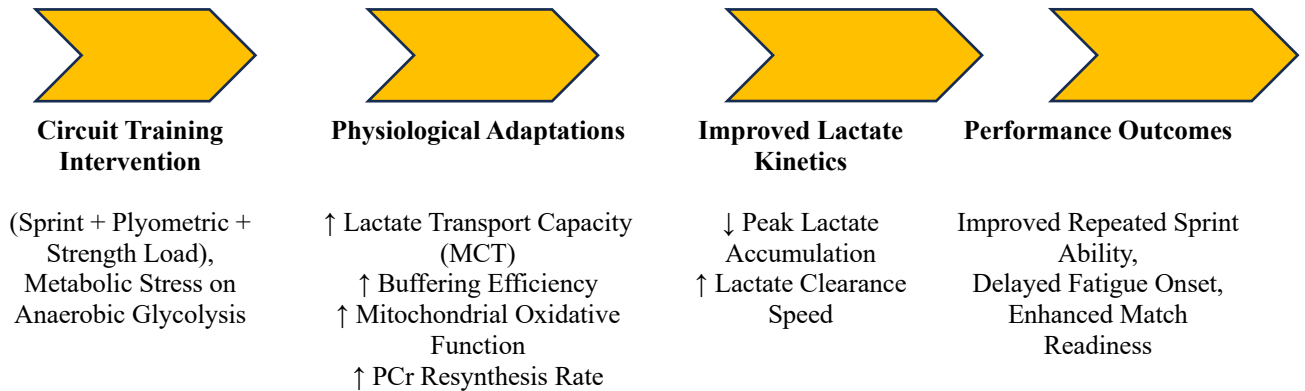 Circuit Training
Intervention
(Sprint + Plyometric +
Strength Load),
Metabolic Stress on
Anaerobic Glycolysis
Physiological Adaptations
↑ Lactate Transport Capacity
(MCT)
↑ Buffering Efficiency
↑ Mitochondrial Oxidative
Function
↑ PCr Resynthesis Rate
Improved Lactate
Kinetics
↓ Peak Lactate
Accumulation
↑ Lactate Clearance
Speed
Performance Outcomes
Improved Repeated Sprint
Ability,
Delayed Fatigue Onset,
Enhanced Match
Readiness